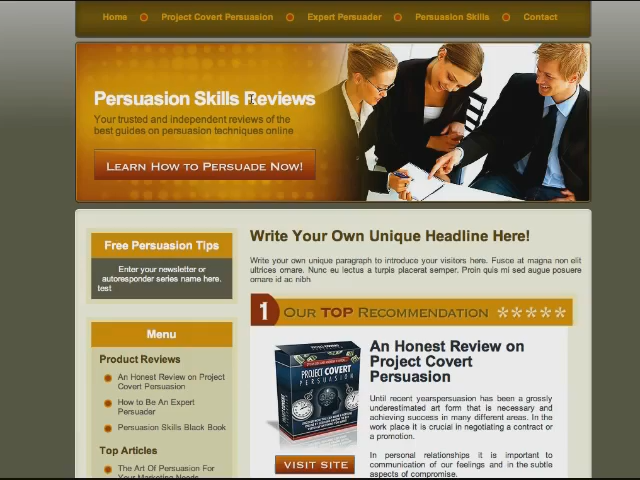 Home Project Covert Persuasion Expert Persuader Persuasion Skills Contact
Persuasion Skills Reviews
Your trusted and independent reviews of the
best guides on persuasion techniques online
Learn How to Persuade Now!
Free Persuasion Tips
Enter your newsletter or
autoresponder series name here.
test
Menu
Product Reviews
An Honest Review on Project
Covert Persuasion
How to Be An Expert
Persuader
Persuasion Skills Black Book
Top Articles
The Art Of Persuasion For
Your Marketing Needs
Write Your Own Unique Headline Here!
Write your own unique paragraph to introduce your visitors here. Fusce at magna non elit
ultrices ornare. Nunc eu lectus a turpis placerat semper. Proin quis mi sed augue posuere
ornare id ac nibh
1 Our TOP Recommendation
PROJECT COVERT
PERSUASION
VISIT SITE
An Honest Review on
Project Covert
Persuasion
Until recent yearspersuasion has been a grossly
underestimated art form that is necessary and
achieving success in many different areas. In the
work place it is crucial in negotiating a contract or
a promotion.
In personal relationships it is important to
communication of our feelings and in the subtle
aspects of compromise.